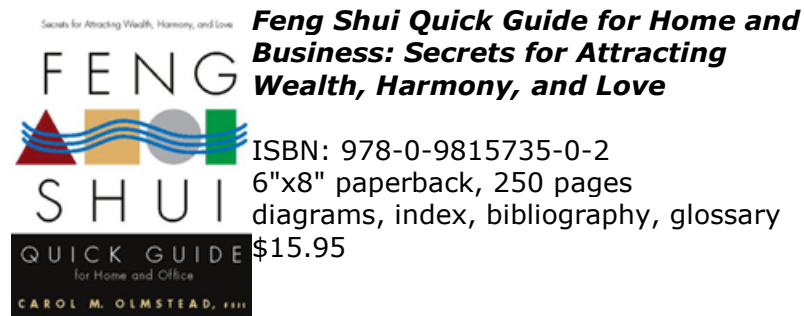 Secrets for Attracting Wealth, Harmony, and Love
FENG
SHUI
QUICK GUIDE
for Home and Office
CAROL M. OLMSTEAD, FSII
Feng Shui Quick Guide for Home and
Business: Secrets for Attracting
Wealth, Harmony, and Love
ISBN: 978-0-9815735-0-2
6"x8" paperback, 250 pages
diagrams, index, bibliography, glossary
$15.95